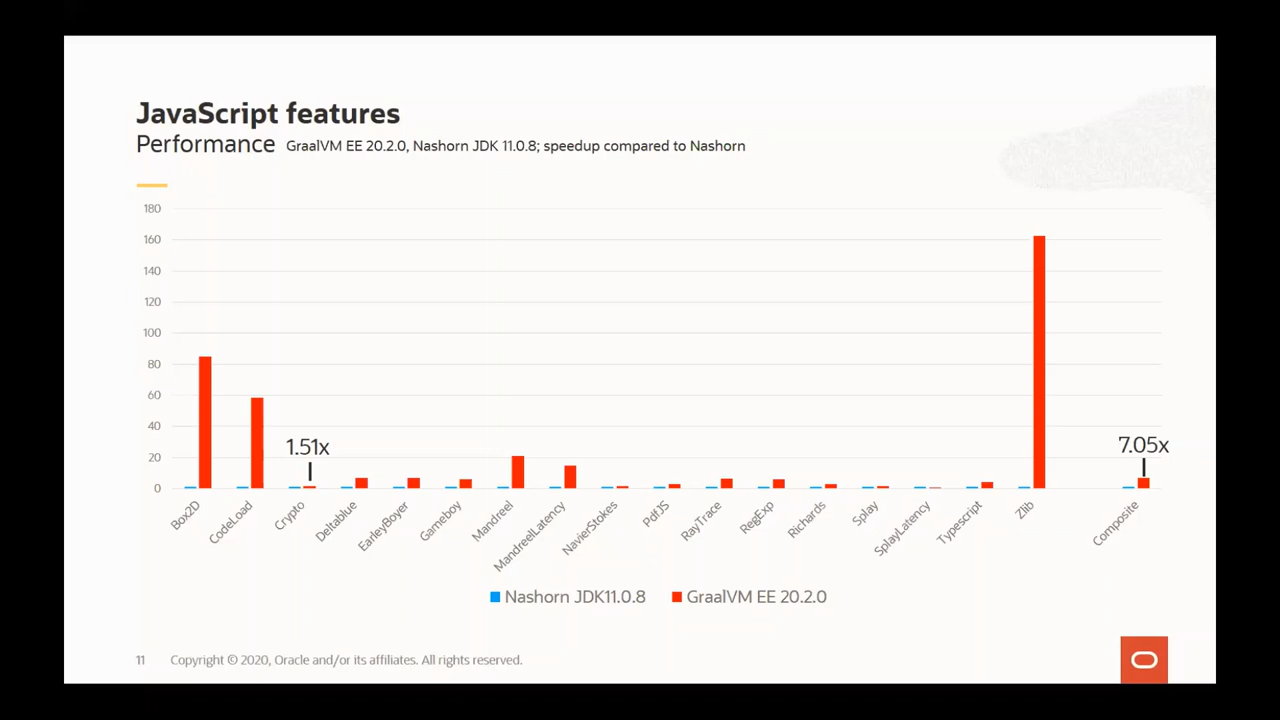 JavaScript features
Performance GraalVM EE 20.2.0, Nashorn JDK 11.0.8; speedup compared to Nashorn
180
160
140
120
100
80
60
40
20
0
1.51x
7.05x
Box2D
CodeLoad
Crypto
Deltablue
EarleyBoyer
Gameboy
Mandreel
MandreelLatency
NavierStokes
PdfJS
RayTrace
RegExp
Richards
Splay
SplayLatency
Typescript
Zlib
Composite
Nashorn JDK11.0.8 GraalVM EE 20.2.0
11 Copyright © 2020, Oracle and/or its affiliates. All rights reserved.